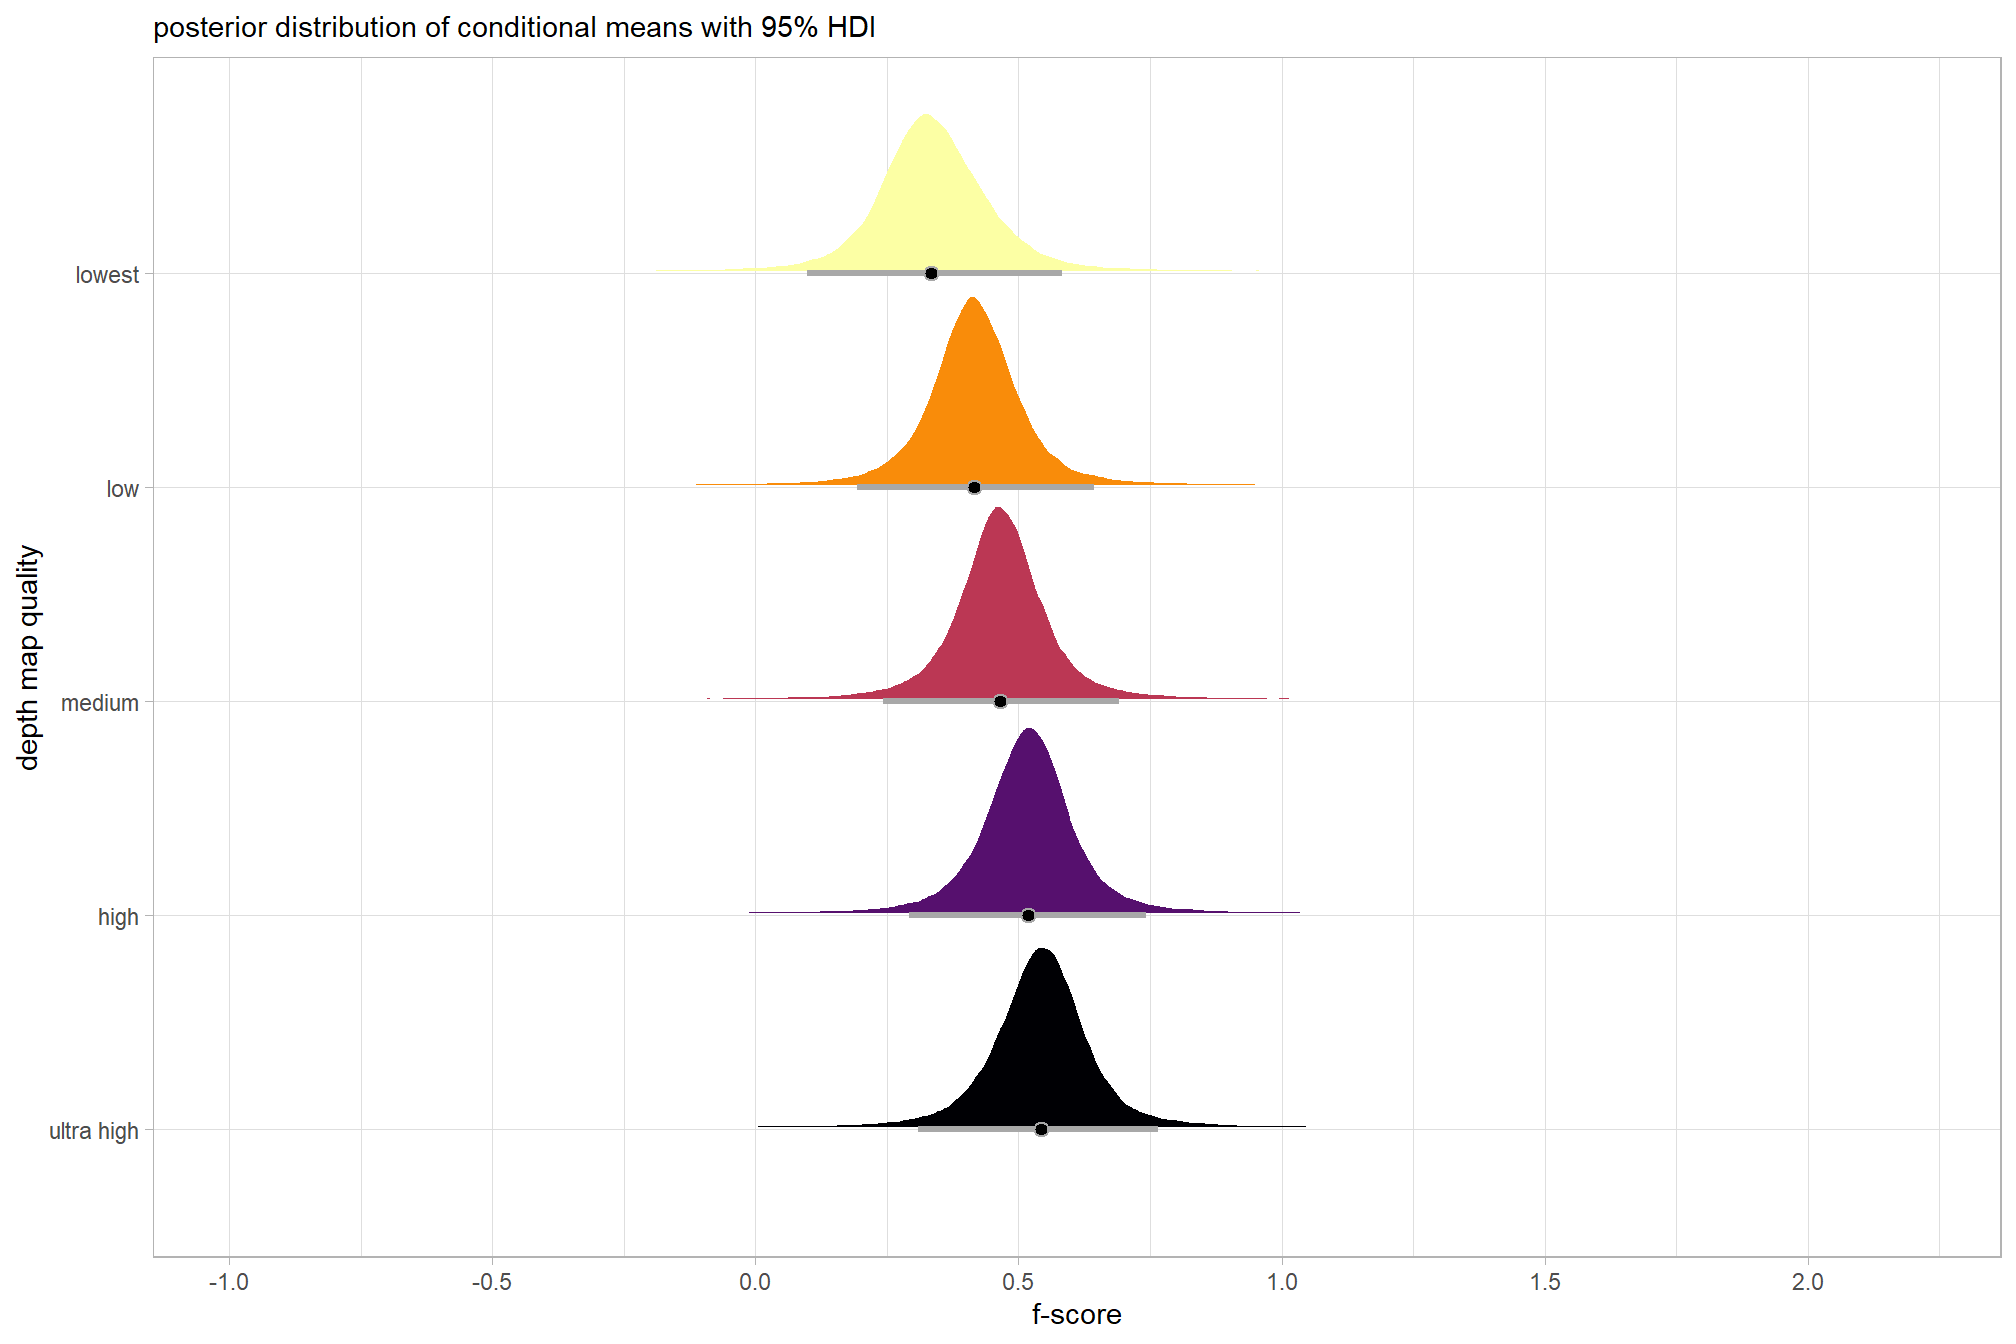 posterior distribution of conditional means with 95% HDI
depth map quality
lowest
low
medium
high
ultra high
-1.0 -0.5 0.0 0.5 1.0 1.5 2.0
f-score